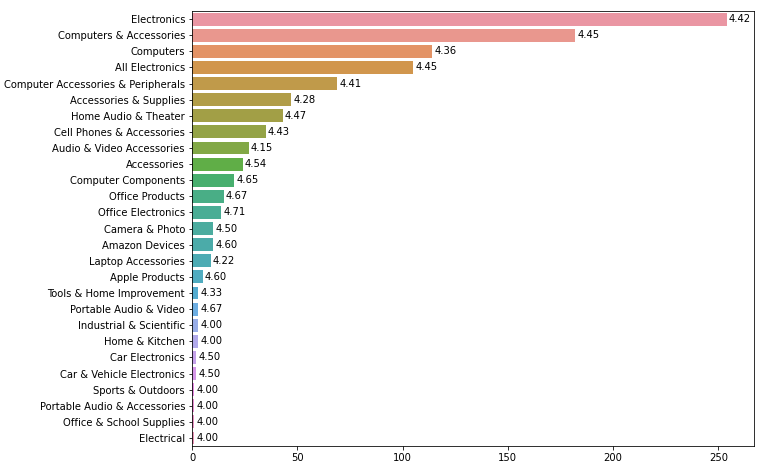 Electronics 4.42
Computers & Accessories 4.45
Computers 4.36
All Electronics 4.45
Computer Accessories & Peripherals 4.41
Accessories & Supplies 4.28
Home Audio & Theater 4.47
Cell Phones & Accessories 4.43
Audio & Video Accessories 4.15
Accessories 4.54
Computer Components 4.65
Office Products 4.67
Office Electronics 4.71
Camera & Photo 4.50
Amazon Devices 4.60
Laptop Accessories 4.22
Apple Products 4.60
Tools & Home Improvement 4.33
Portable Audio & Video 4.67
Industrial & Scientific 4.00
Home & Kitchen 4.00
Car Electronics 4.50
Car & Vehicle Electronics 4.50
Sports & Outdoors 4.00
Portable Audio & Accessories 4.00
Office & School Supplies 4.00
Electrical 4.00
0 50 100 150 200 250